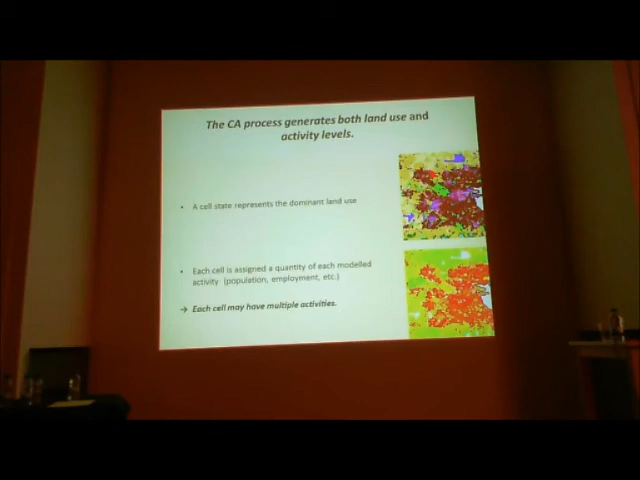 The CA process generates both land use and
activity levels.
• A cell state represents the dominant land use
• Each cell is assigned a quantity of each modelled
activity (population, employment, etc.)
→ Each cell may have multiple activities.